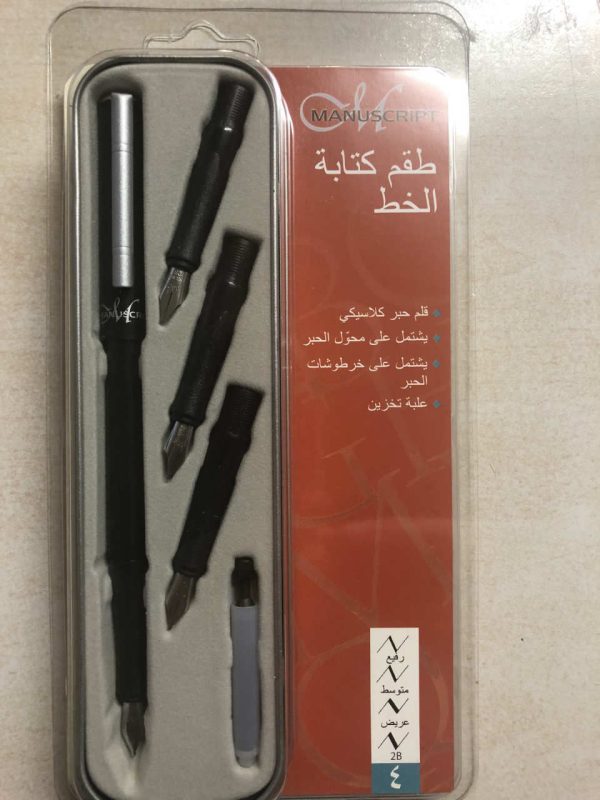 MANUSCRIPT
طقم كتابة
الخط
قلم حبر كلاسيكي
يشتمل على محوّل الحبر
يشتمل على خرطوشات
الحبر
علبة تخزين
MANUSCRIPT
رفيع
متوسط
عريض
2B
٤